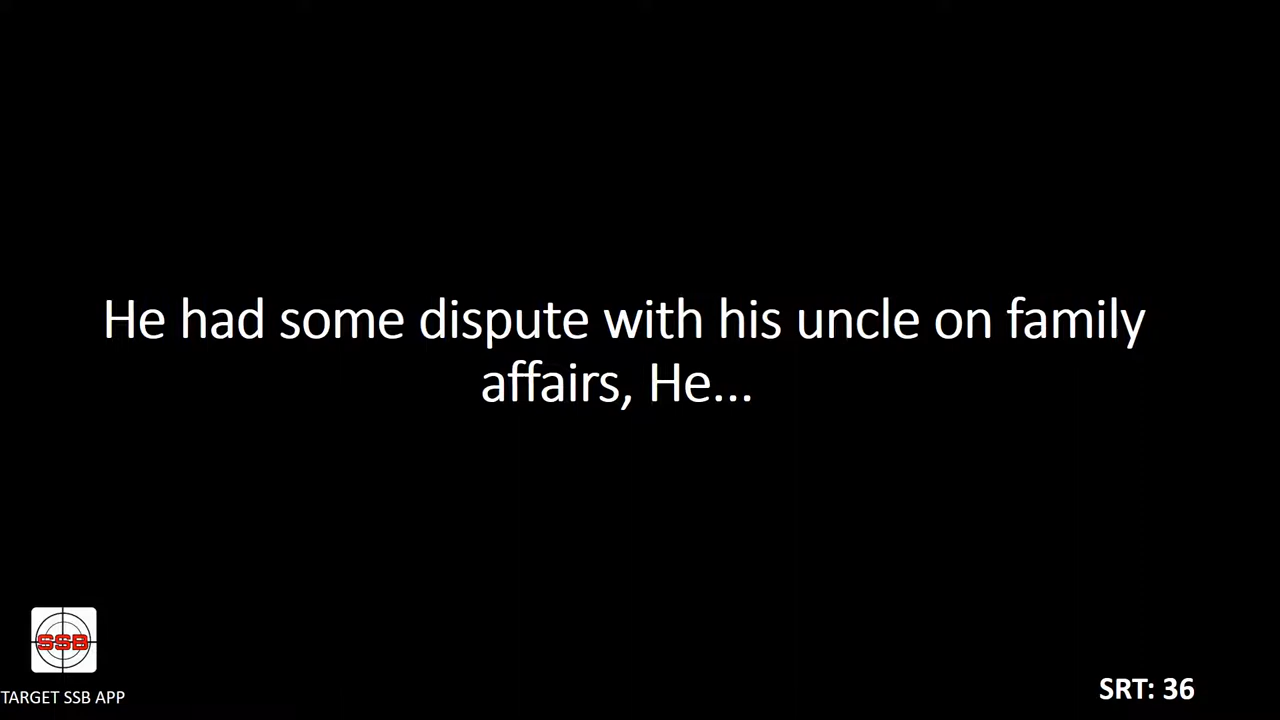 He had some dispute with his uncle on family
affairs, He...
SSB
TARGET SSB APP
SRT: 36